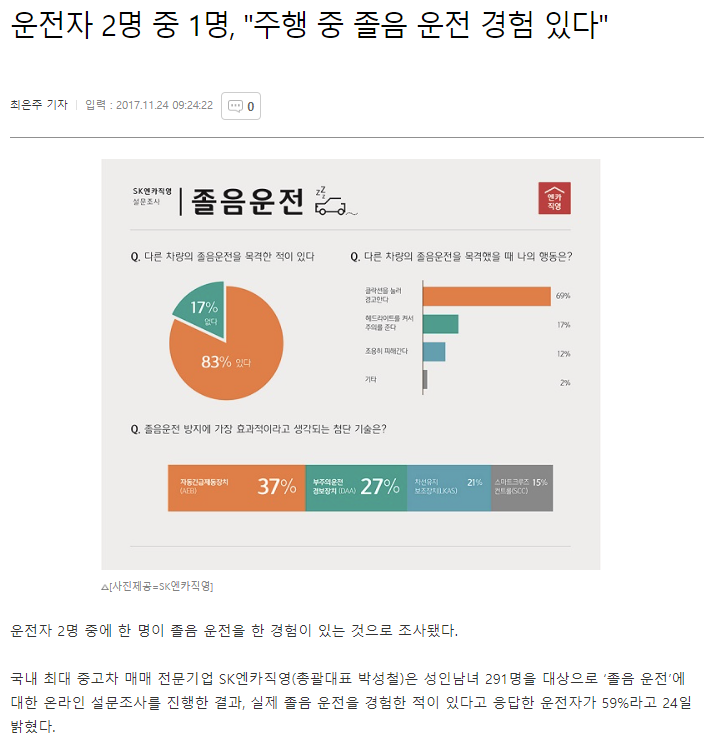 운전자 2명 중 1명, "주행 중 졸음 운전 경험 있다"
최은주 기자 | 입력 : 2017.11.24 09:24:22 0
SK엔카직영
설문조사
졸음운전
zZz
엔카
직영
Q. 다른 차량의 졸음운전을 목격한 적이 있다
17%
없다
83% 있다
Q. 다른 차량의 졸음운전을 목격했을 때 나의 행동은?
클락션을 눌러
경고한다
69%
헤드라이트를 켜서
주의를 준다
17%
조용히 피해간다
12%
기타
2%
Q. 졸음운전 방지에 가장 효과적이라고 생각되는 첨단 기술은?
자동긴급제동장치
(AEB)
37%
부주의운전
경보장치 (DAA)
27%
차선유지
보조장치(LKAS)
21%
스마트크루즈
컨트롤(SCC)
15%
△[사진제공=SK엔카직영]
운전자 2명 중에 한 명이 졸음 운전을 한 경험이 있는 것으로 조사됐다.
국내 최대 중고차 매매 전문기업 SK엔카직영(총괄대표 박성철)은 성인남녀 291명을 대상으로 '졸음 운전'에
대한 온라인 설문조사를 진행한 결과, 실제 졸음 운전을 경험한 적이 있다고 응답한 운전자가 59%라고 24일
밝혔다.